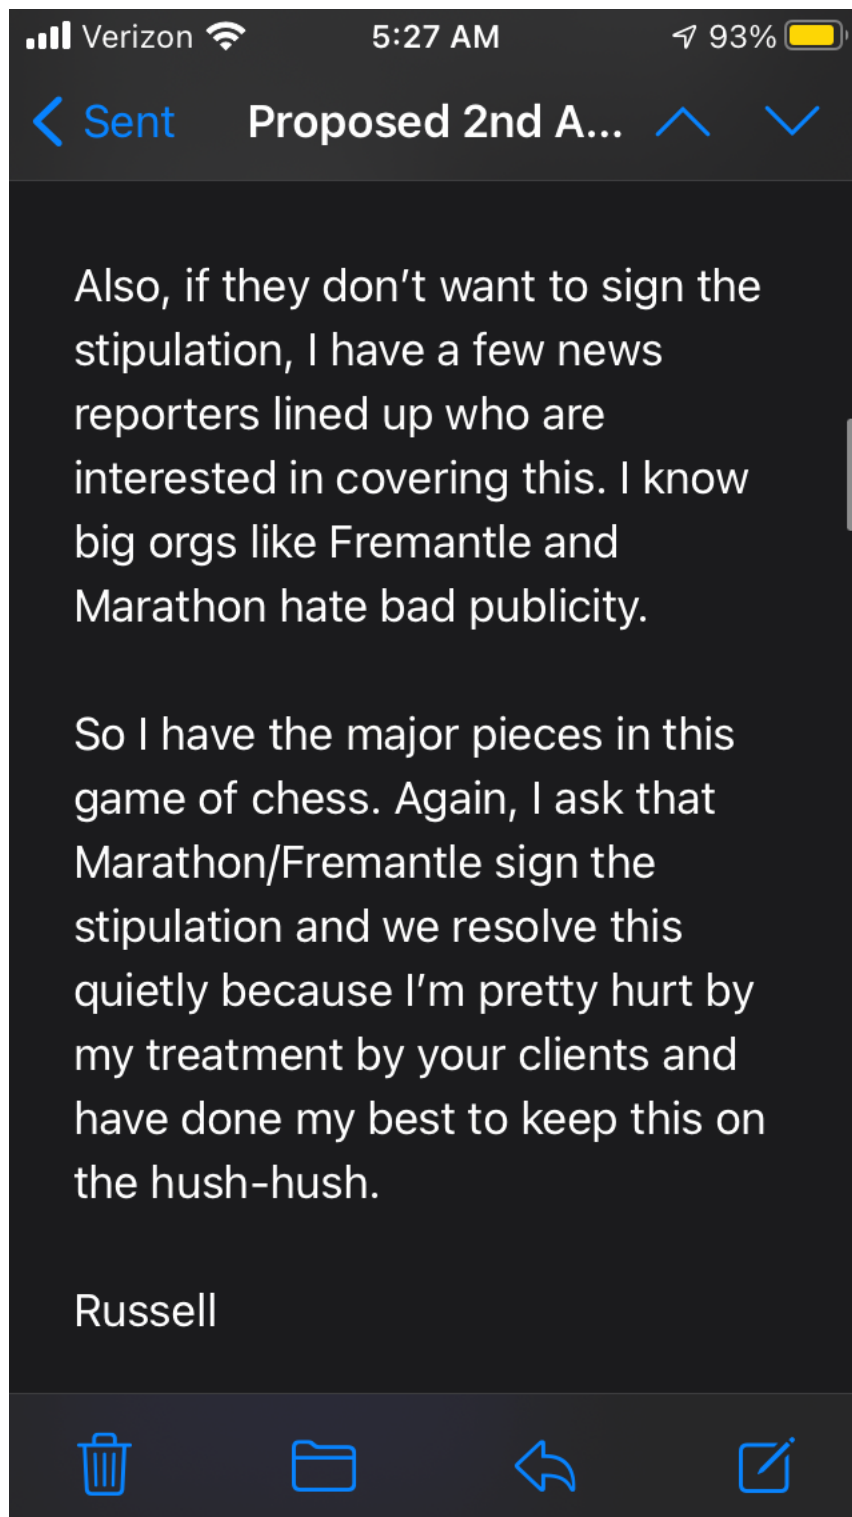 Verizon 5:27 AM 93%
Sent Proposed 2nd A...
Also, if they don’t want to sign the
stipulation, I have a few news
reporters lined up who are
interested in covering this. I know
big orgs like Fremantle and
Marathon hate bad publicity.
So I have the major pieces in this
game of chess. Again, I ask that
Marathon/Fremantle sign the
stipulation and we resolve this
quietly because I’m pretty hurt by
my treatment by your clients and
have done my best to keep this on
the hush-hush.
Russell